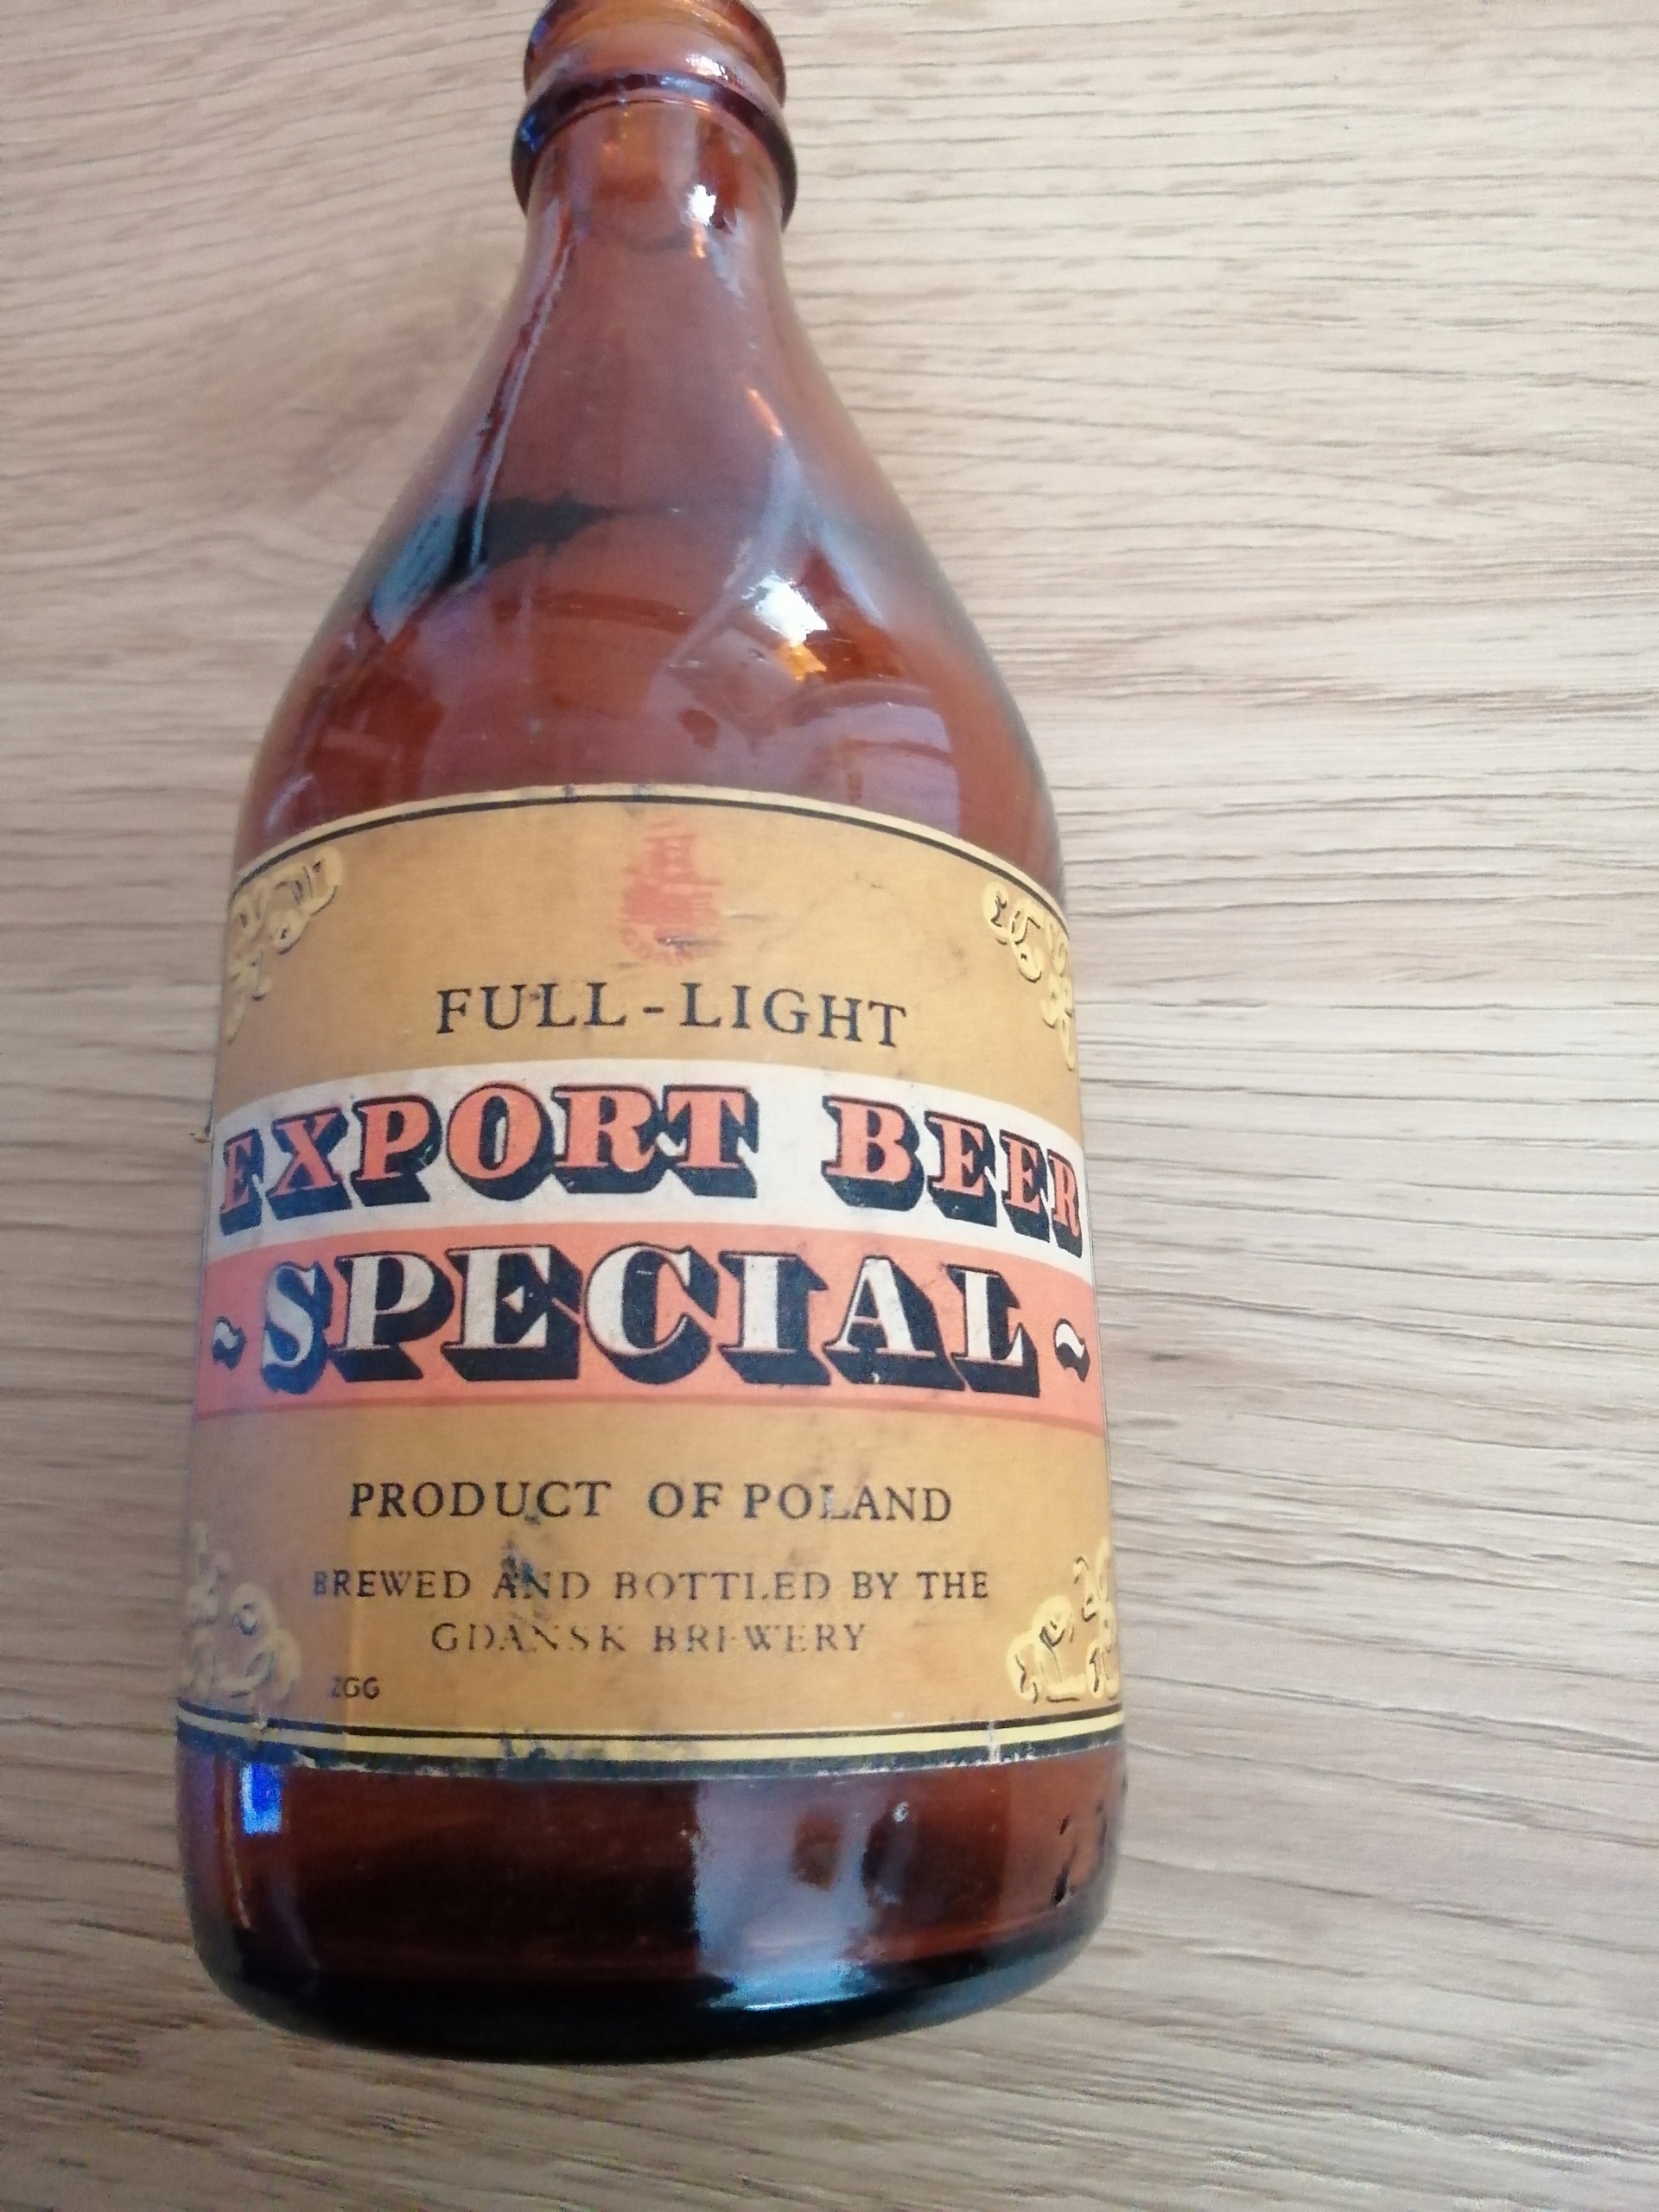 FULL-LIGHT
EXPORT BEER
~ SPECIAL ~
PRODUCT OF POLAND
BREWED AND BOTTLED BY THE
GDANSK BREWERY
ZGG